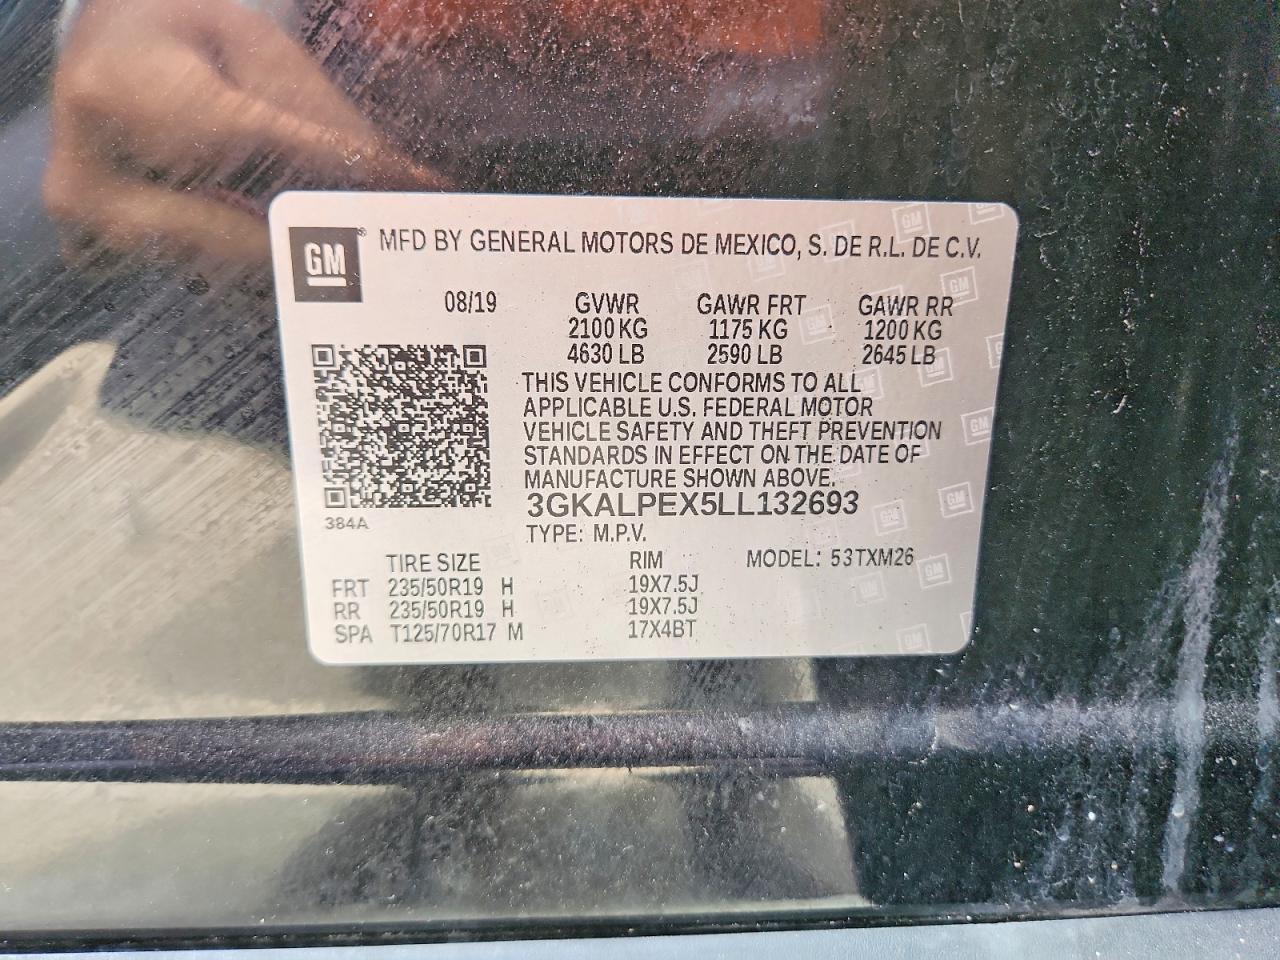 GM® MFD BY GENERAL MOTORS DE MEXICO, S. DE R.L. DE C.V.
08/19 GVWR GAWR FRT GAWR RR
2100 KG 1175 KG 1200 KG
4630 LB 2590 LB 2645 LB
THIS VEHICLE CONFORMS TO ALL
APPLICABLE U.S. FEDERAL MOTOR
VEHICLE SAFETY AND THEFT PREVENTION
STANDARDS IN EFFECT ON THE DATE OF
MANUFACTURE SHOWN ABOVE.
3GKALPEX5LL132693
384A
TYPE: M.P.V.
TIRE SIZE RIM MODEL: 53TXM26
FRT 235/50R19 H 19X7.5J
RR 235/50R19 H 19X7.5J
SPA T125/70R17 M 17X4BT